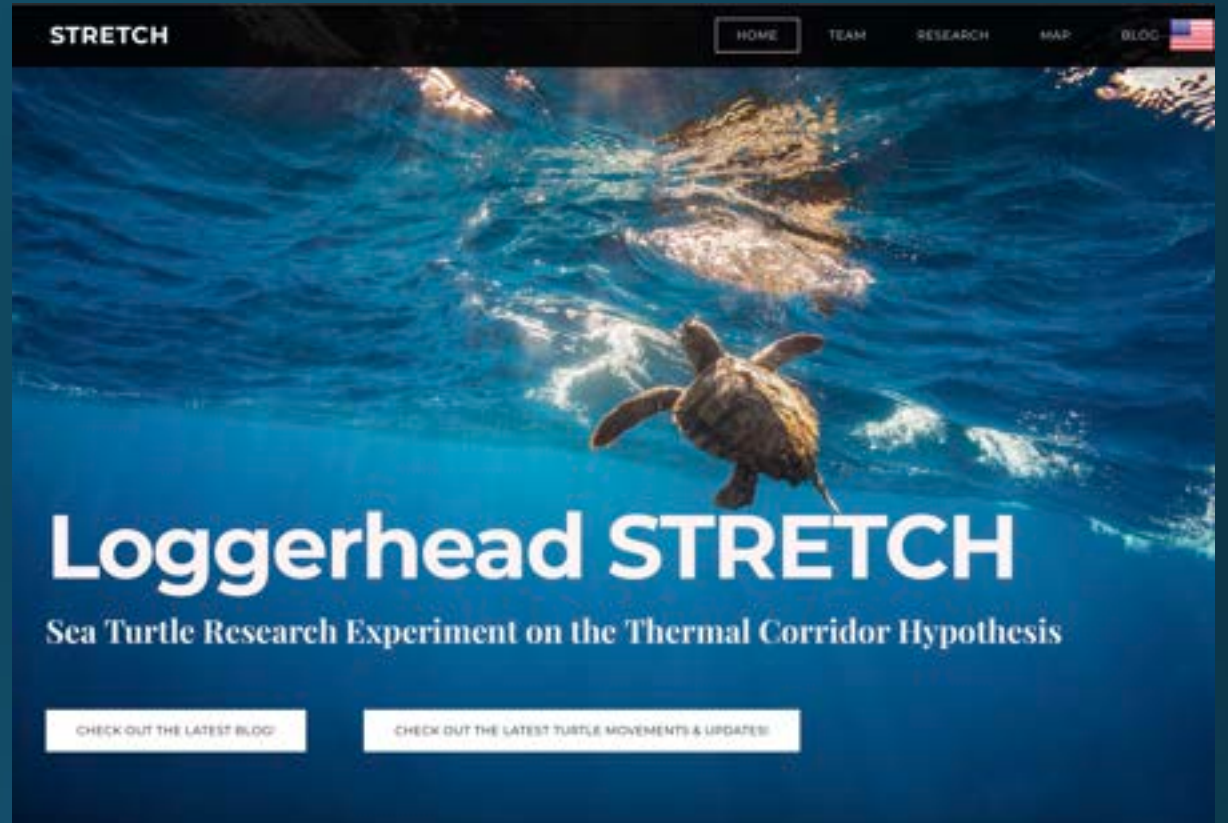 STRETCH
HOME TEAM RESEARCH MAP BLOG
Loggerhead STRETCH
Sea Turtle Research Experiment on the Thermal Corridor Hypothesis
CHECK OUT THE LATEST BLOG!
CHECK OUT THE LATEST TURTLE MOVEMENTS & UPDATES!